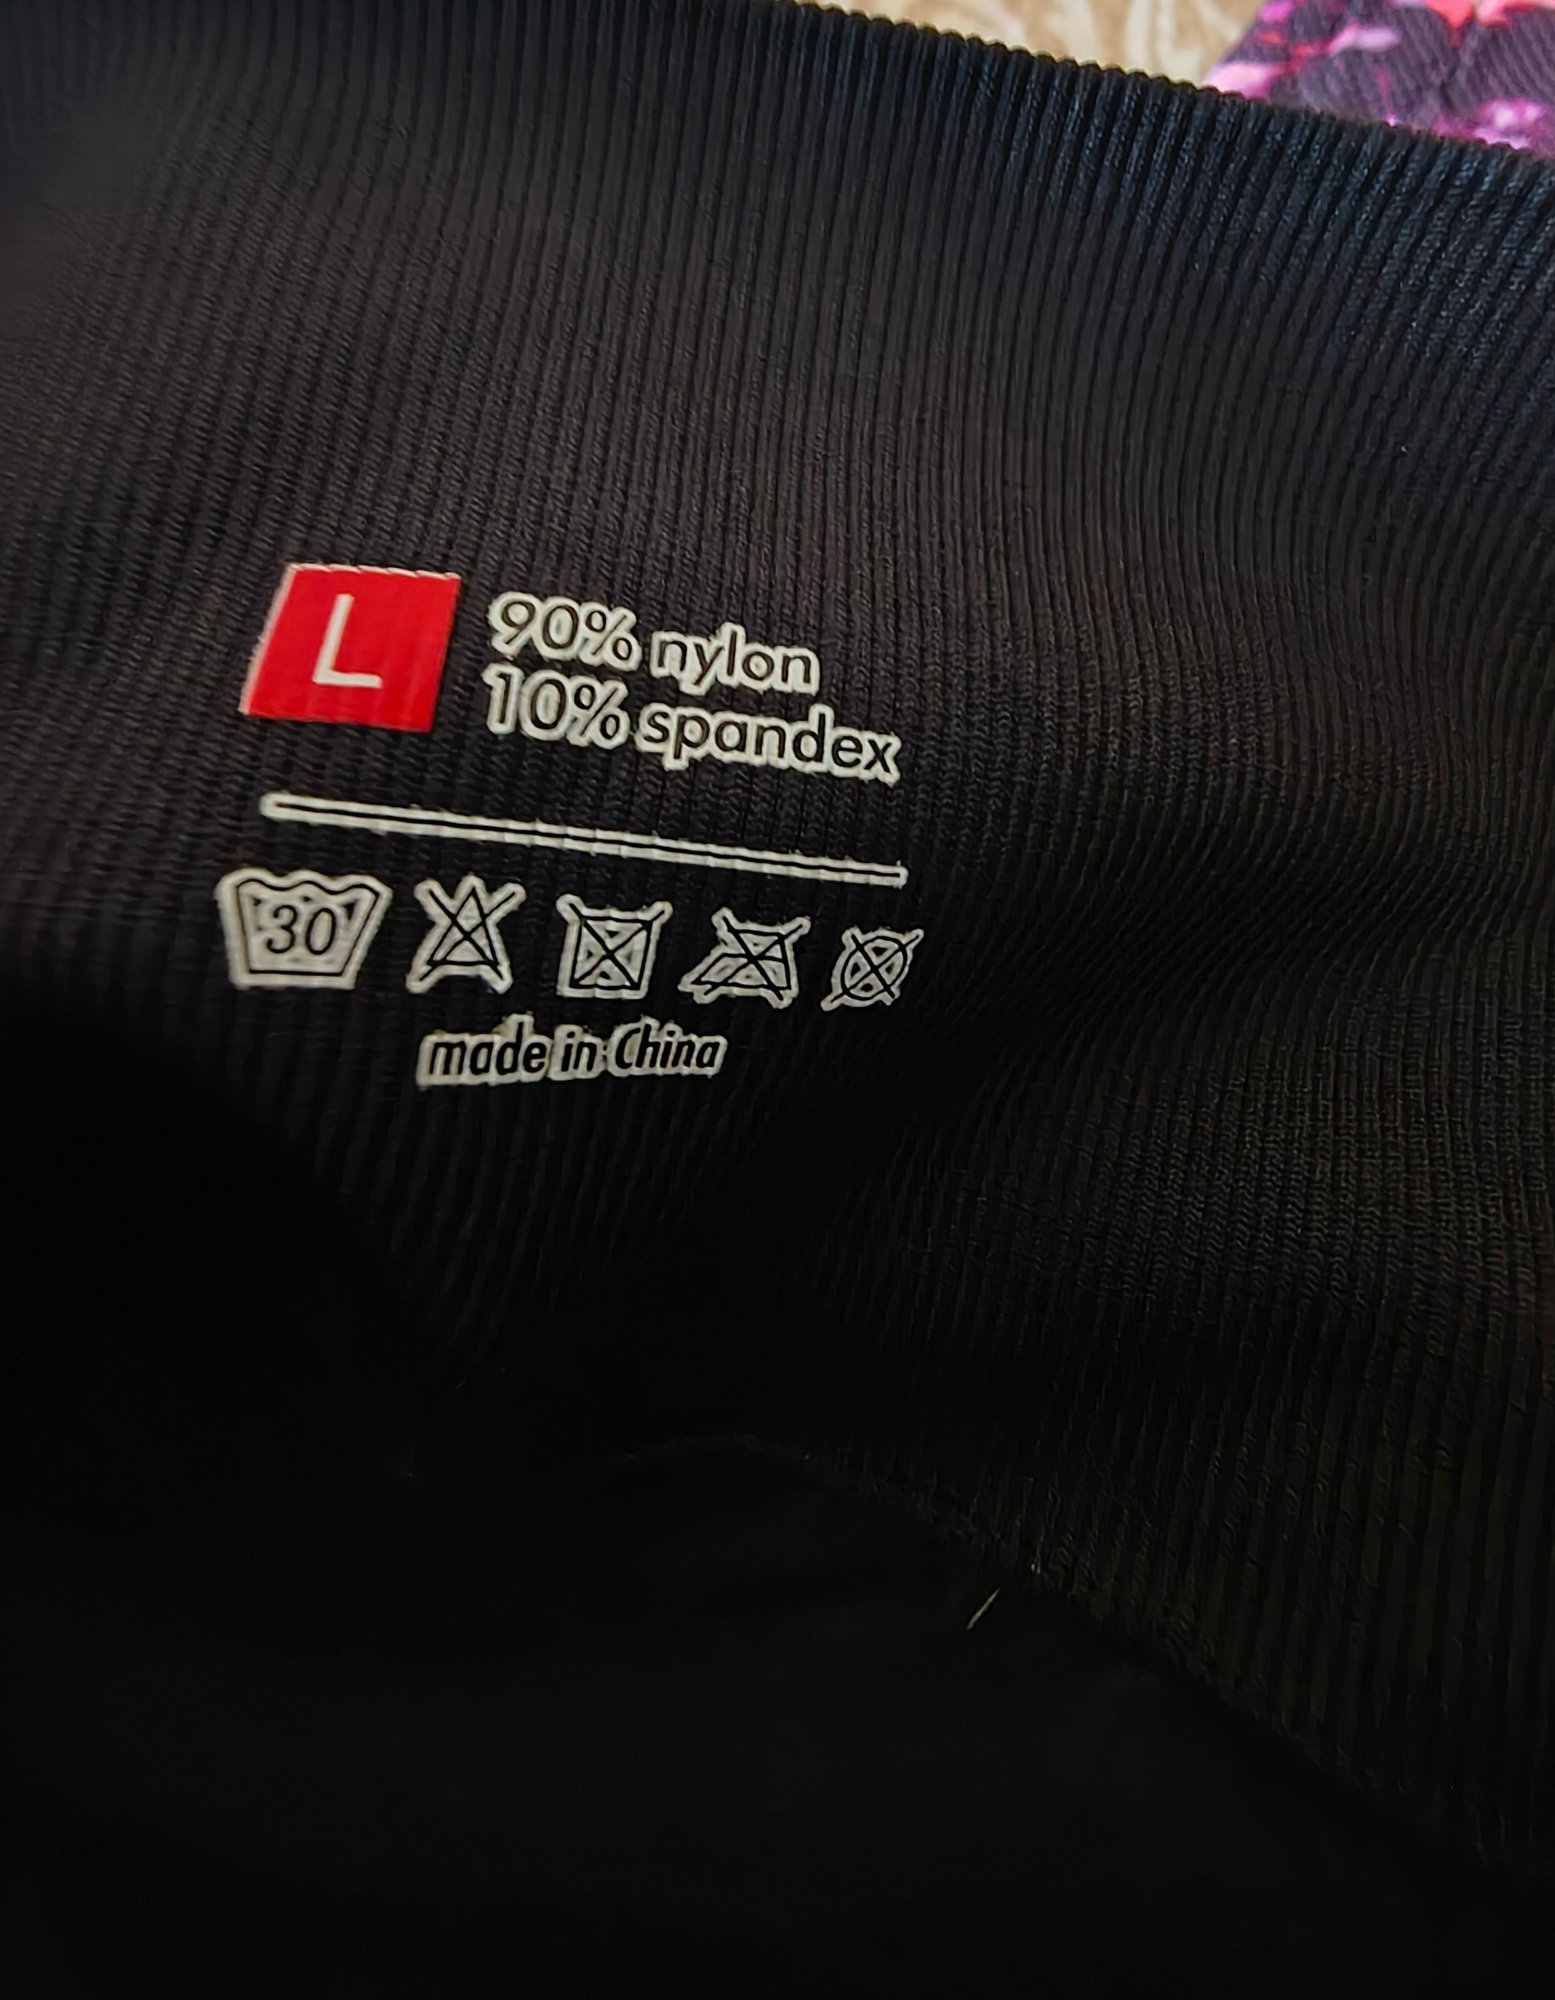 L
90% nylon
10% spandex
30
made in China